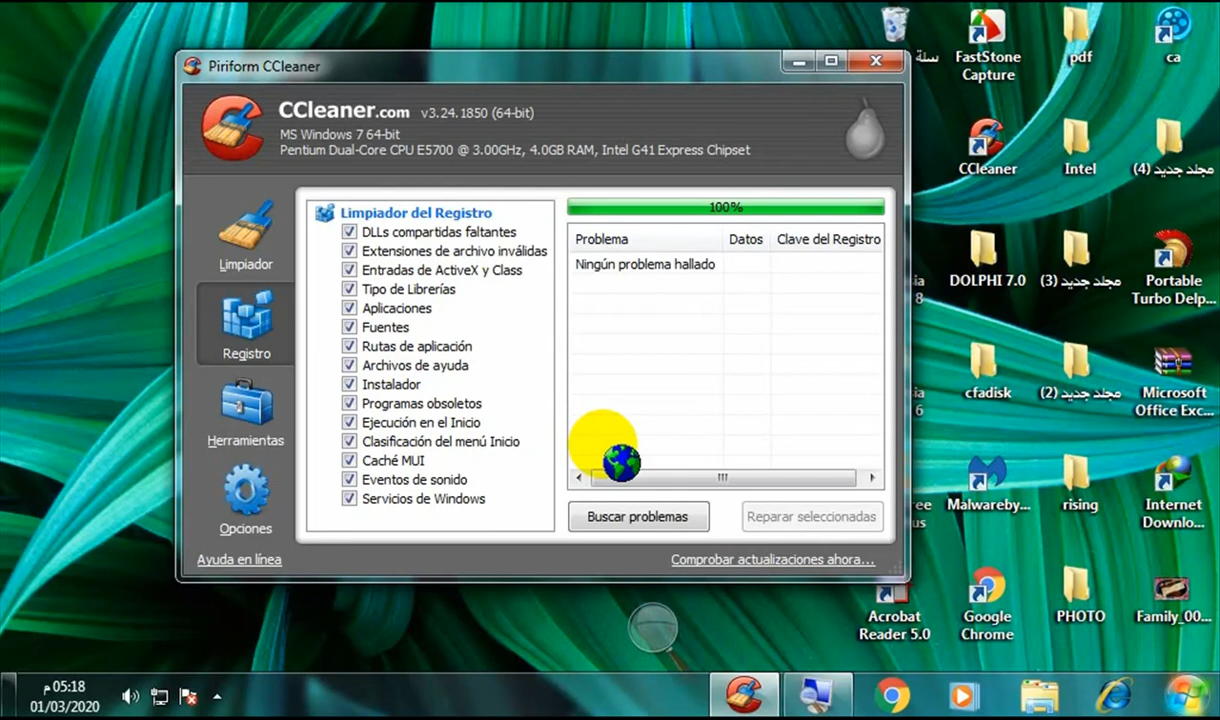 Piriform CCleaner
CCleaner.com v3.24.1850 (64-bit)
MS Windows 7 64-bit
Pentium Dual-Core CPU E5700 @ 3.00GHz, 4.0GB RAM, Intel G41 Express Chipset
Limpiador
Registro
Herramientas
Opciones
Limpiador del Registro
DLLs compartidas faltantes
Extensiones de archivo inválidas
Entradas de ActiveX y Class
Tipo de Librerías
Aplicaciones
Fuentes
Rutas de aplicación
Archivos de ayuda
Instalador
Programas obsoletos
Ejecución en el Inicio
Clasificación del menú Inicio
Caché MUI
Eventos de sonido
Servicios de Windows
100%
Problema Datos Clave del Registro
Ningún problema hallado
Buscar problemas
Reparar seleccionadas
Ayuda en línea
Comprobar actualizaciones ahora...
سلة
FastStone
Capture
pdf
ca
CCleaner
Intel
مجلد جديد (4)
DOLPHI 7.0
مجلد جديد (3)
Portable
Turbo Delp...
8
cfadisk
مجلد جديد (2)
Microsoft
Office Exc...
6
Malwareby...
rising
Internet
Downlo...
Acrobat
Reader 5.0
Google
Chrome
PHOTO
Family_00...
05:18 م
01/03/2020